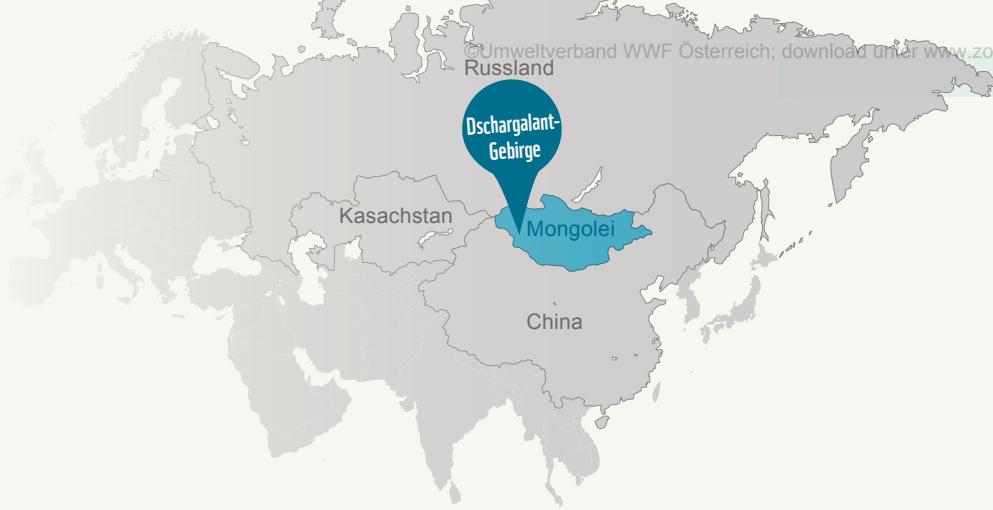 ©Umweltverband WWF Österreich; download unter www.zo
Russland
Dschargalant-
Gebirge
Kasachstan
Mongolei
China